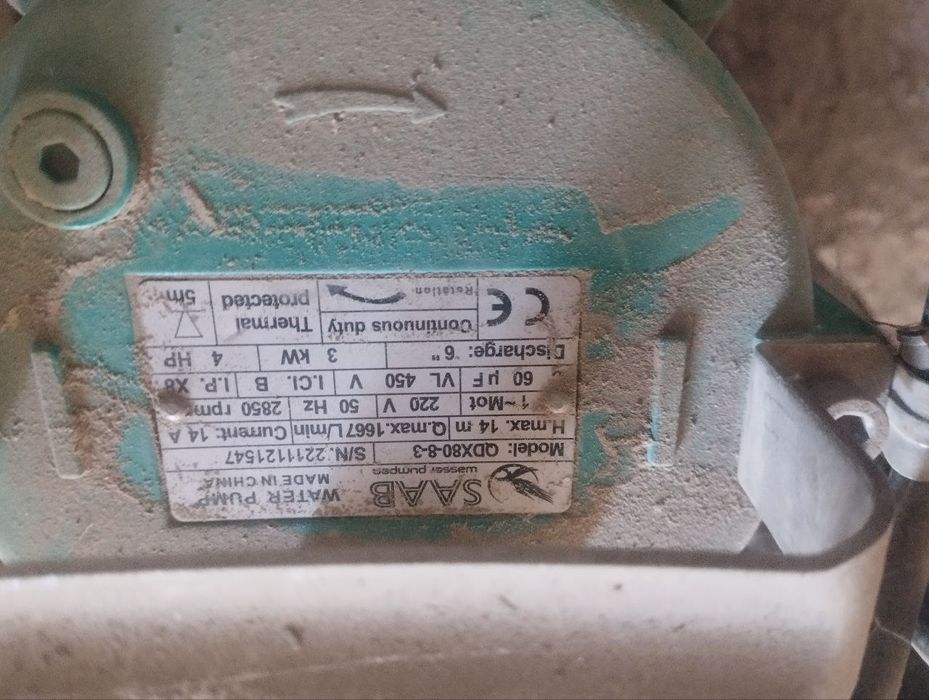 SAAB WATER PUMP
wasser pumpes MADE IN CHINA
Model: QDX80-8-3 S/N. 2211121547
H.max. 14 m Q.max.1667 L/min Current. 14 A
1~Mot 220 V 50 Hz 2850 rpm
60 µF VL 450 V I.Cl. B I.P. X8
Discharge: 6" 3 kW 4 HP
CE Continuous duty Thermal protected 5m
Rotation